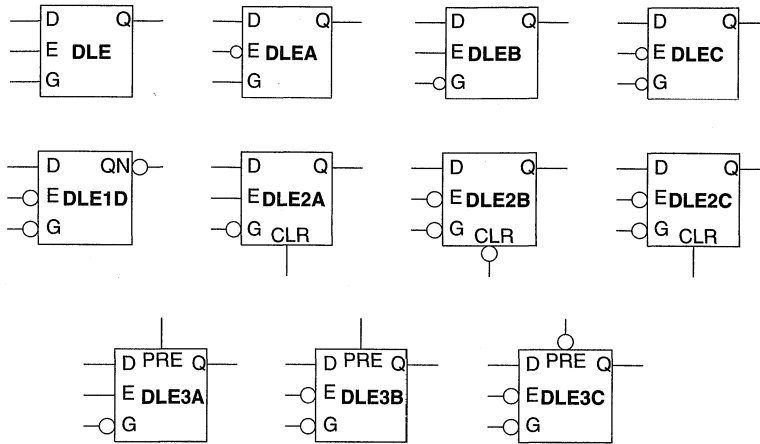 D Q D Q D Q D Q
E DLE E DLEA E DLEB E DLEC
G G G G
D QN D Q D Q D Q
E DLE1D E DLE2A E DLE2B E DLE2C
G G CLR G CLR G CLR
D PRE Q D PRE Q D PRE Q
E DLE3A E DLE3B E DLE3C
G G G